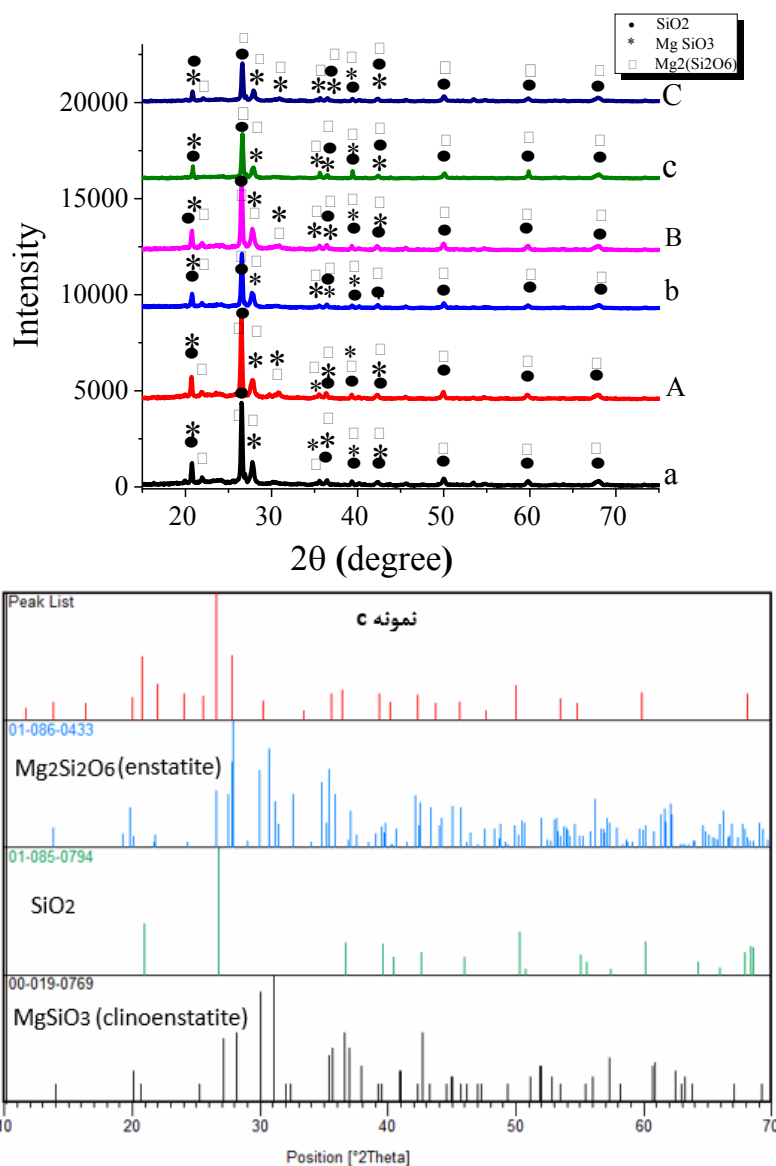 ● SiO2
* Mg SiO3
□ Mg2(Si2O6)
20000
15000
10000
5000
0
Intensity
C
c
B
b
A
a
20 30 40 50 60 70
2θ (degree)
Peak List
نمونه c
01-086-0433
Mg2Si2O6 (enstatite)
01-085-0794
SiO2
00-019-0769
MgSiO3 (clinoenstatite)
10 20 30 40 50 60 70
Position [°2Theta]